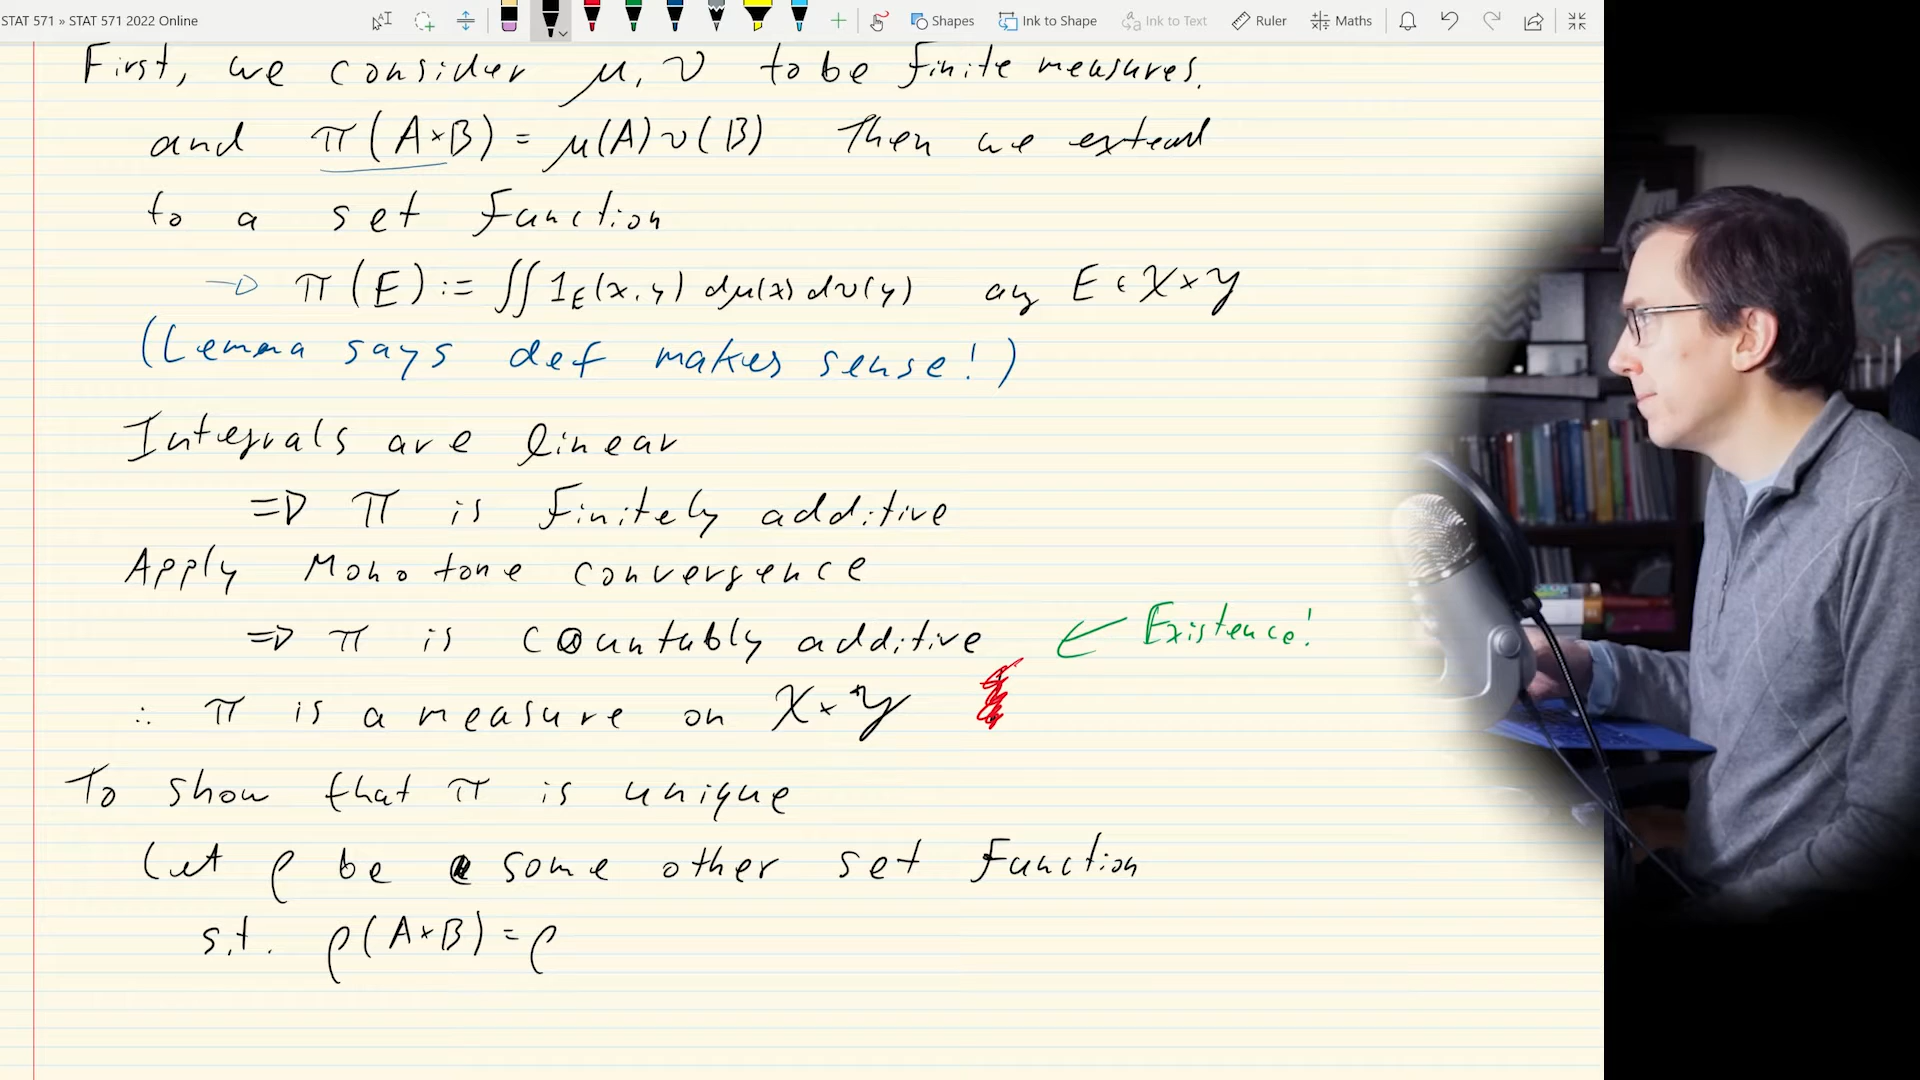 STAT 571 » STAT 571 2022 Online
Shapes Ink to Shape Ink to Text Ruler Maths
First, we consider μ, ν to be finite measures.
and π(A×B) = μ(A)ν(B) Then we extend
to a set function
→ π(E) := ∬ 1_E(x,y) dμ(x) dν(y) any E ∈ 𝒳×𝒴
(Lemma says def makes sense!)
Integrals are linear
⇒ π is finitely additive
Apply Monotone convergence
⇒ π is countably additive ← Existence!
∴ π is a measure on 𝒳×𝒴
To show that π is unique
Let ρ be some other set function
s.t. ρ(A×B) = ρ